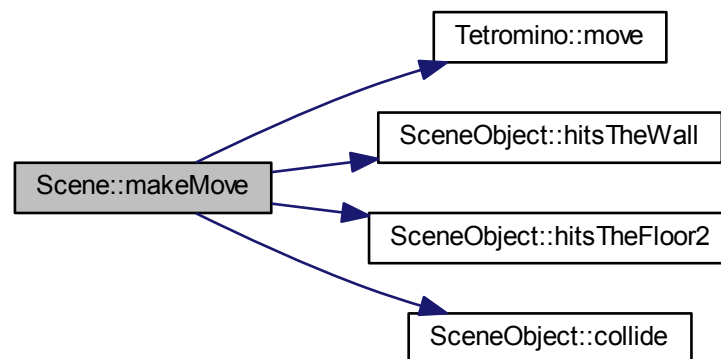 Tetromino::move
SceneObject::hitsTheWall
Scene::makeMove
SceneObject::hitsTheFloor2
SceneObject::collide